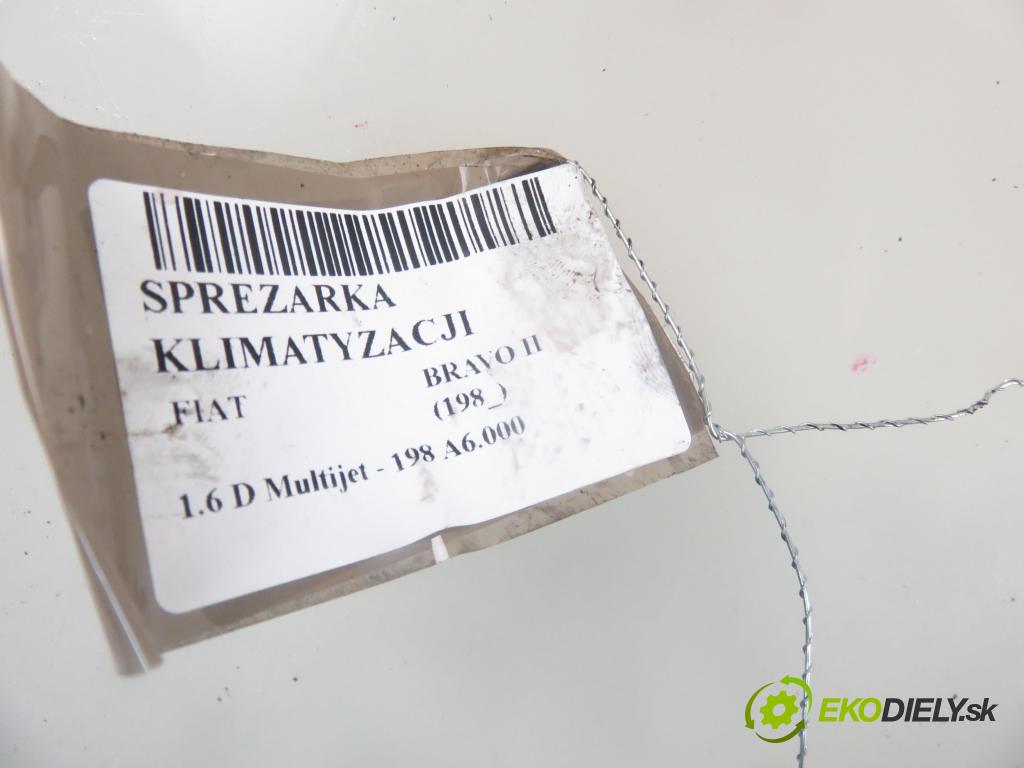 SPREZARKA
KLIMATYZACJI
FIAT BRAVO II
(198_)
1.6 D Multijet - 198 A6.000
EKODIELY.sk